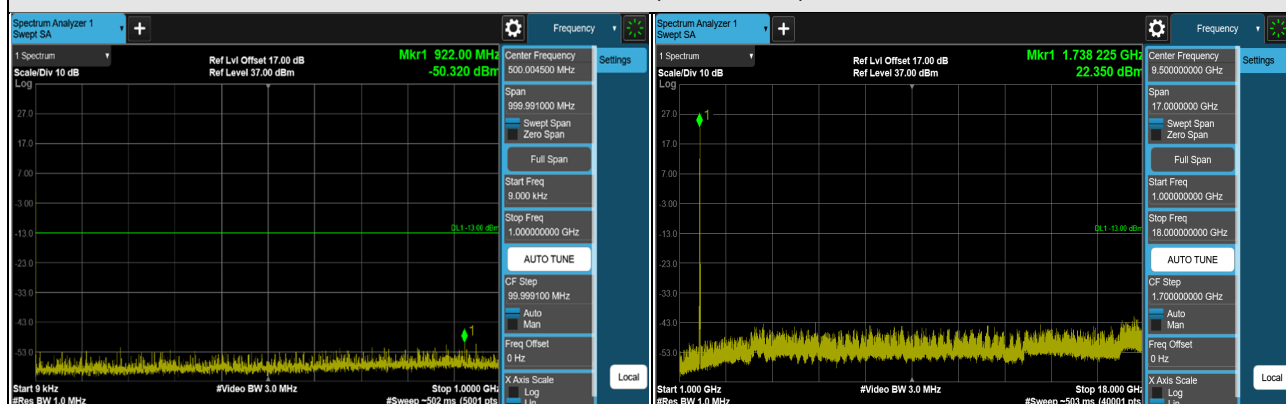 Spectrum Analyzer 1
Swept SA
Frequency
1 Spectrum
Scale/Div 10 dB
Log
Ref Lvl Offset 17.00 dB
Ref Level 37.00 dBm
Mkr1 922.00 MHz
-50.320 dBm
27.0
17.0
7.00
-3.00
-13.0
-23.0
-33.0
-43.0
-53.0
DL1 -13.00 dBm
1
Start 9 kHz
#Res BW 1.0 MHz
#Video BW 3.0 MHz
Stop 1.0000 GHz
#Sweep ~502 ms (5001 pts)
Center Frequency
500.004500 MHz
Settings
Span
999.991000 MHz
Swept Span
Zero Span
Full Span
Start Freq
9.000 kHz
Stop Freq
1.000000000 GHz
AUTO TUNE
CF Step
99.999100 MHz
Auto
Man
Freq Offset
0 Hz
X Axis Scale
Log
Lin
Local
Spectrum Analyzer 1
Swept SA
Frequency
1 Spectrum
Scale/Div 10 dB
Log
Ref Lvl Offset 17.00 dB
Ref Level 37.00 dBm
Mkr1 1.738 225 GHz
22.350 dBm
27.0
17.0
7.00
-3.00
-13.0
-23.0
-33.0
-43.0
-53.0
DL1 -13.00 dBm
1
Start 1.000 GHz
#Res BW 1.0 MHz
#Video BW 3.0 MHz
Stop 18.000 GHz
#Sweep ~503 ms (40001 pts)
Center Frequency
9.500000000 GHz
Settings
Span
17.0000000 GHz
Swept Span
Zero Span
Full Span
Start Freq
1.000000000 GHz
Stop Freq
18.000000000 GHz
AUTO TUNE
CF Step
1.700000000 GHz
Auto
Man
Freq Offset
0 Hz
X Axis Scale
Log
Lin
Local